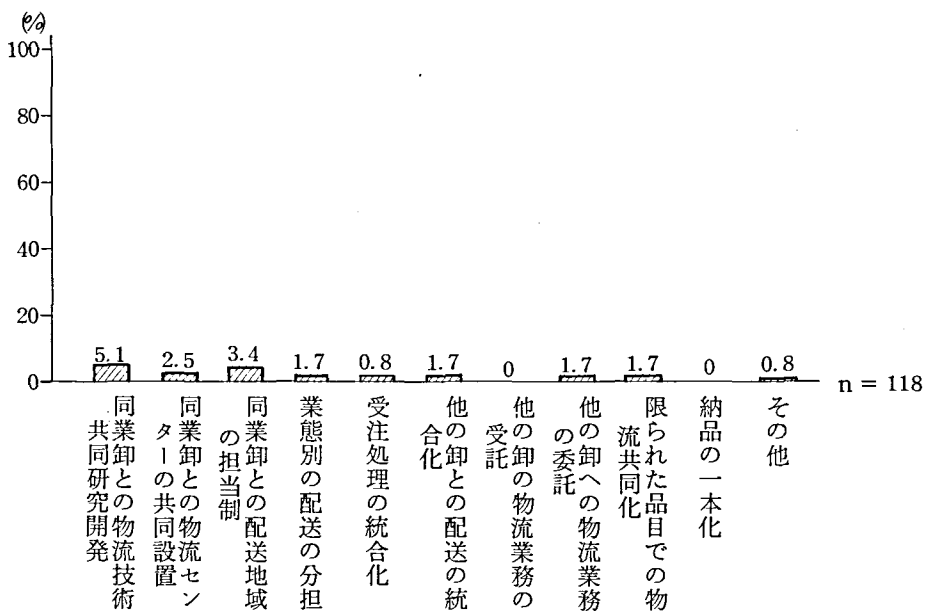 (%)
100
80
60
40
20
0
5.1
2.5
3.4
1.7
0.8
1.7
0
1.7
1.7
0
0.8
n = 118
同業卸との物流技術
共同研究開発
同業卸との物流セン
ターの共同設置
同業卸との配送地域
の担当制
業態別の配送の分担
受注処理の統合化
他の卸との配送の統
合化
他の卸の物流業務の
受託
他の卸への物流業務
の委託
限られた品目での物
流共同化
納品の一本化
その他